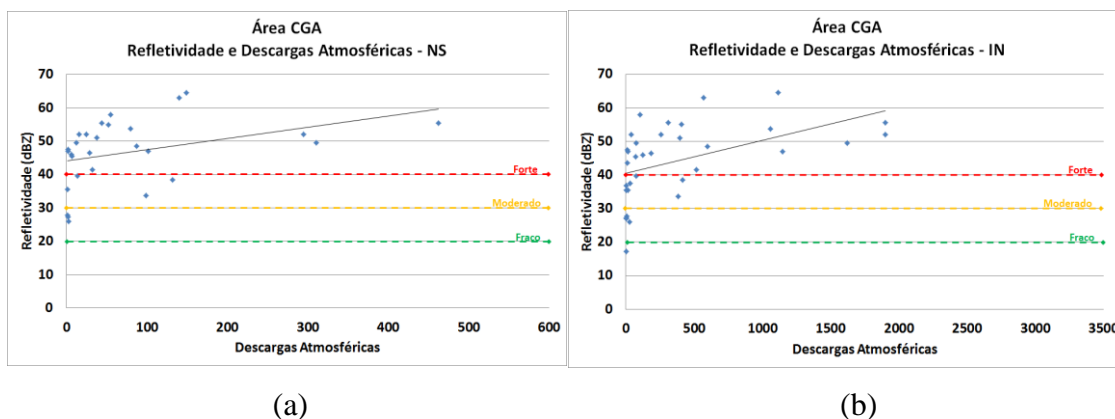 Área CGA
Refletividade e Descargas Atmosféricas - NS
70
60
50
40
30
20
10
0
Refletividade (dBZ)
Forte
Moderado
Fraco
0 100 200 300 400 500 600
Descargas Atmosféricas
(a)
Área CGA
Refletividade e Descargas Atmosféricas - IN
70
60
50
40
30
20
10
0
Refletividade (dBZ)
Forte
Moderado
Fraco
0 500 1000 1500 2000 2500 3000 3500
Descargas Atmosféricas
(b)